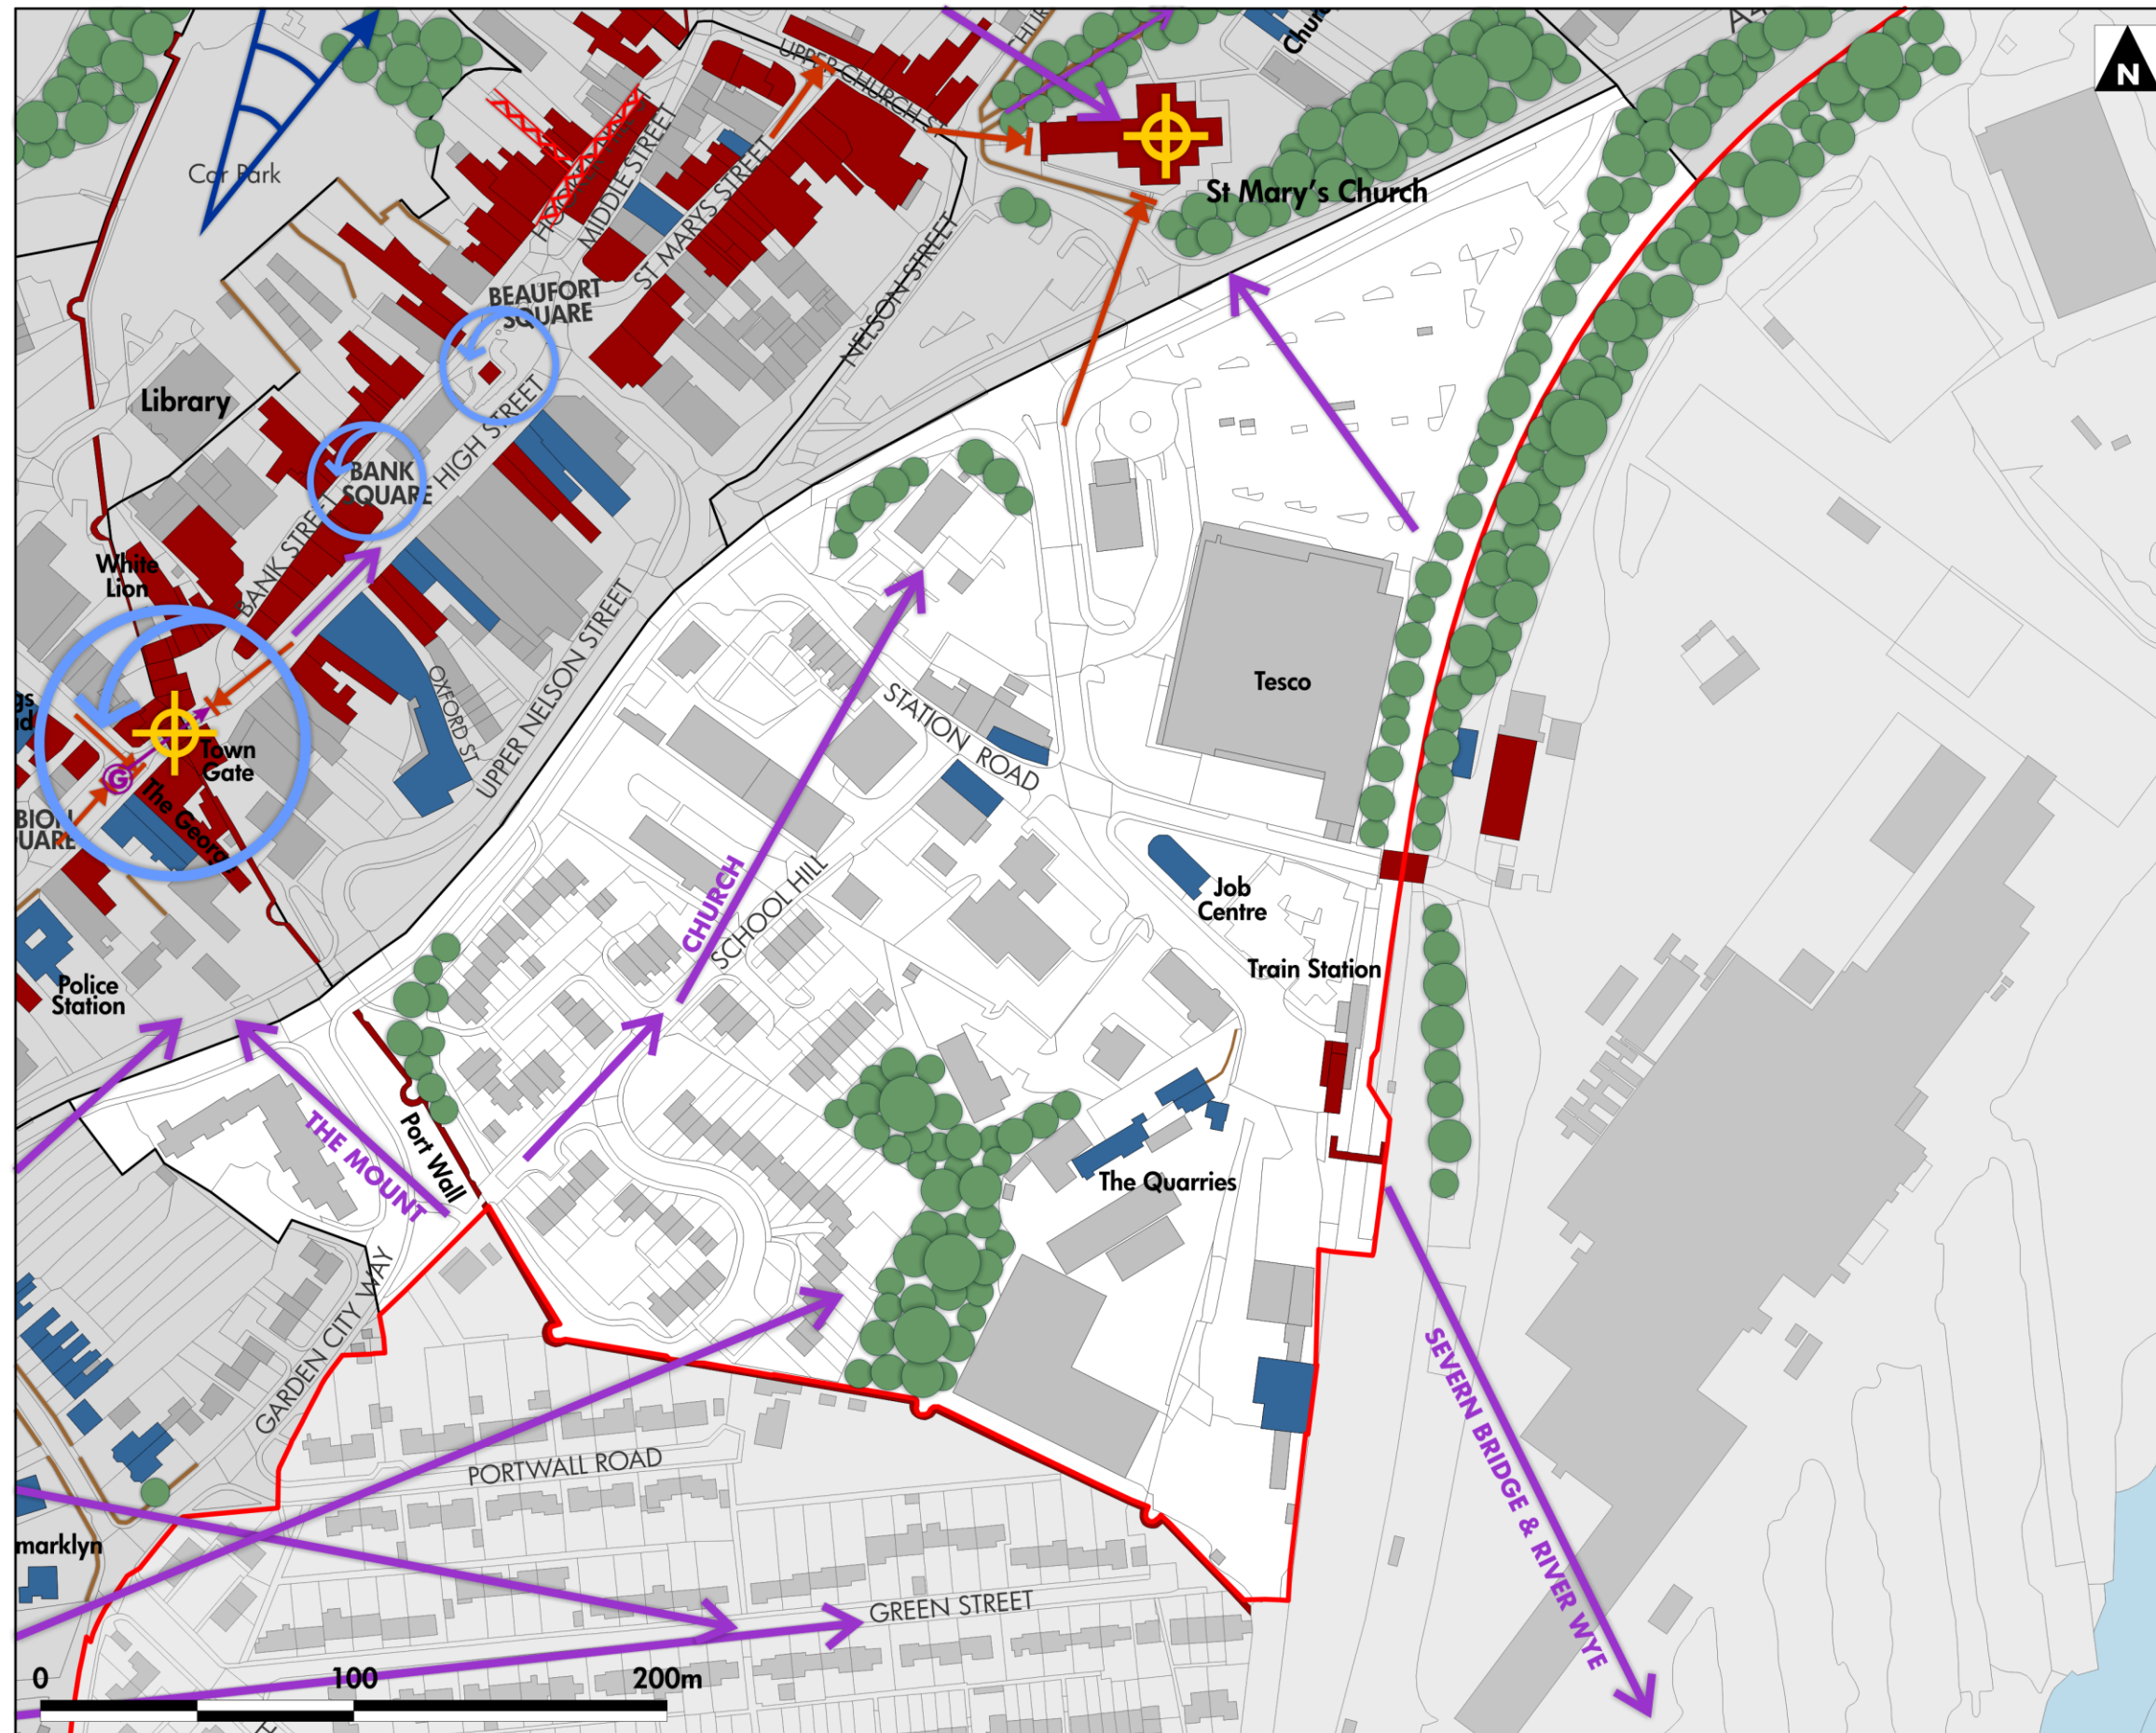 UPPER CHURCH ST
N
Car Park
MIDDLE STREET
St Mary's Church
ST MARYS STREET
BEAUFORT
SQUARE
NELSON STREET
Library
HIGH STREET
BANK
SQUARE
White
Lion
BANK STREET
Town
Gate
OXFORD ST
UPPER NELSON STREET
STATION ROAD
Tesco
G
The George
CHURCH
SCHOOL HILL
Job
Centre
Train Station
Police
Station
THE MOUNT
Port Wall
The Quarries
GARDEN CITY WAY
PORTWALL ROAD
SEVERN BRIDGE & RIVER WYE
marklyn
GREEN STREET
0 100 200m